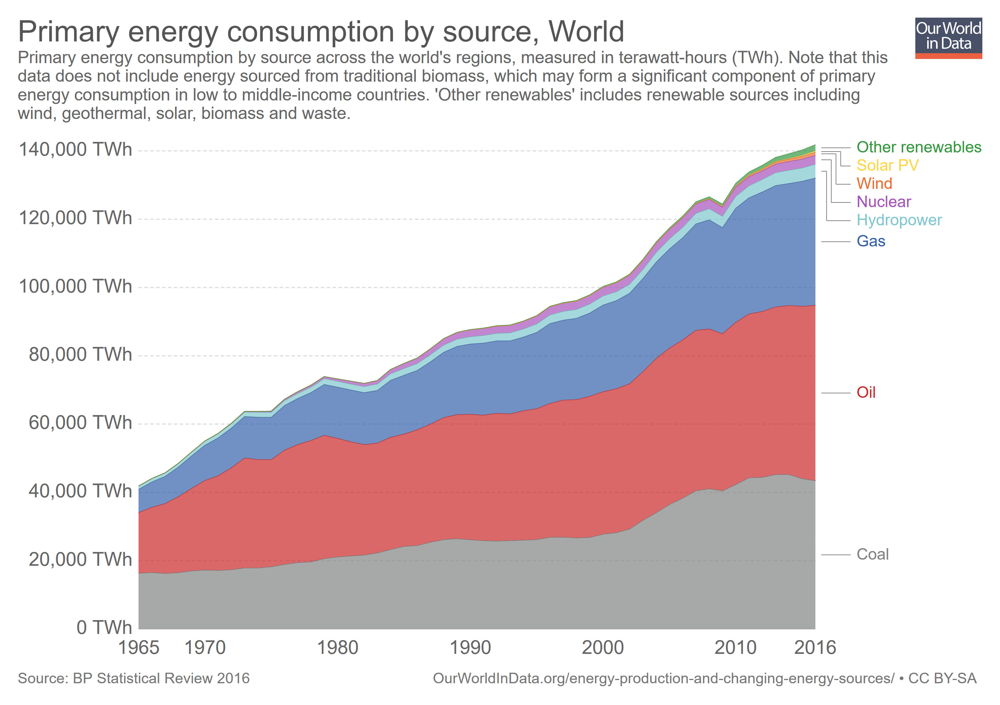 Primary energy consumption by source, World
Our World
in Data
Primary energy consumption by source across the world's regions, measured in terawatt-hours (TWh). Note that this
data does not include energy sourced from traditional biomass, which may form a significant component of primary
energy consumption in low to middle-income countries. 'Other renewables' includes renewable sources including
wind, geothermal, solar, biomass and waste.
140,000 TWh
120,000 TWh
100,000 TWh
80,000 TWh
60,000 TWh
40,000 TWh
20,000 TWh
0 TWh
Other renewables
Solar PV
Wind
Nuclear
Hydropower
Gas
Oil
Coal
1965 1970 1980 1990 2000 2010 2016
Source: BP Statistical Review 2016
OurWorldInData.org/energy-production-and-changing-energy-sources/ • CC BY-SA